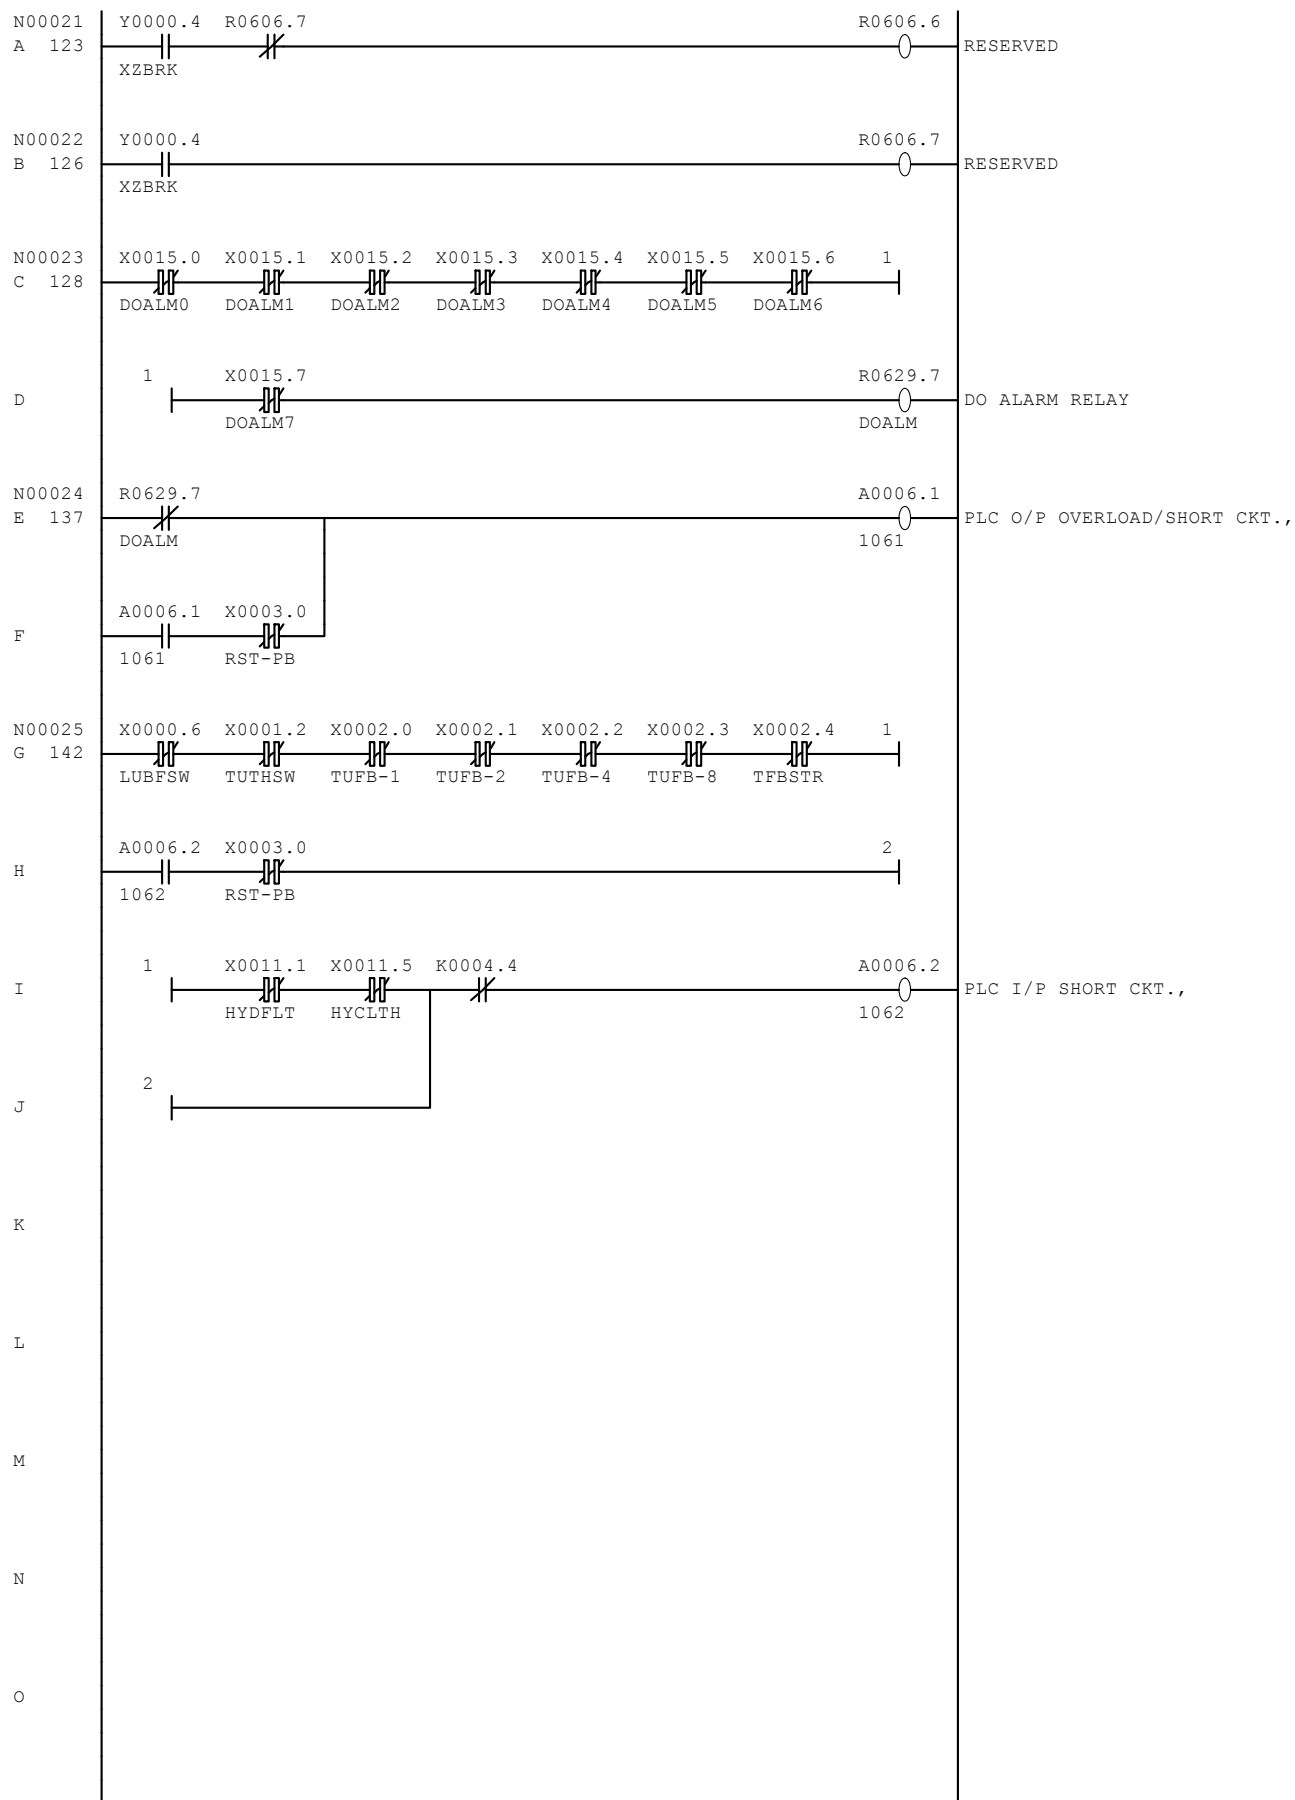 N00021 Y0000.4 R0606.7 R0606.6
A 123 RESERVED
XZBRK
N00022 Y0000.4 R0606.7
B 126 RESERVED
XZBRK
N00023 X0015.0 X0015.1 X0015.2 X0015.3 X0015.4 X0015.5 X0015.6 1
C 128
DOALM0 DOALM1 DOALM2 DOALM3 DOALM4 DOALM5 DOALM6
1 X0015.7 R0629.7
D DO ALARM RELAY
DOALM7 DOALM
N00024 R0629.7 A0006.1
E 137 PLC O/P OVERLOAD/SHORT CKT.,
DOALM 1061
A0006.1 X0003.0
F
1061 RST-PB
N00025 X0000.6 X0001.2 X0002.0 X0002.1 X0002.2 X0002.3 X0002.4 1
G 142
LUBFSW TUTHSW TUFB-1 TUFB-2 TUFB-4 TUFB-8 TFBSTR
A0006.2 X0003.0 2
H
1062 RST-PB
1 X0011.1 X0011.5 K0004.4 A0006.2
I PLC I/P SHORT CKT.,
HYDFLT HYCLTH 1062
2
J
K
L
M
N
O